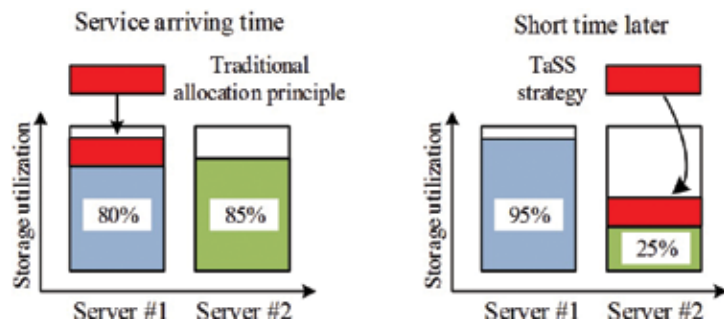 Service arriving time
Traditional
allocation principle
Storage utilization
80%
85%
Server #1
Server #2
Short time later
TaSS
strategy
Storage utilization
95%
25%
Server #1
Server #2